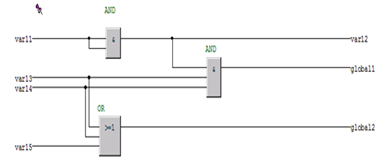 AND
var11 & var12
AND
& global1
var13
var14
OR
>=1 global2
var15